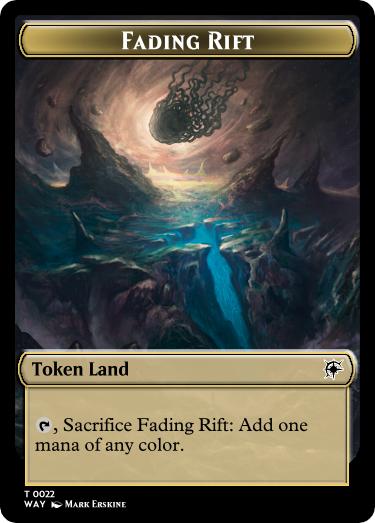 Fading Rift
Token Land
, Sacrifice Fading Rift: Add one
mana of any color.
T 0022
WAY Mark Erskine